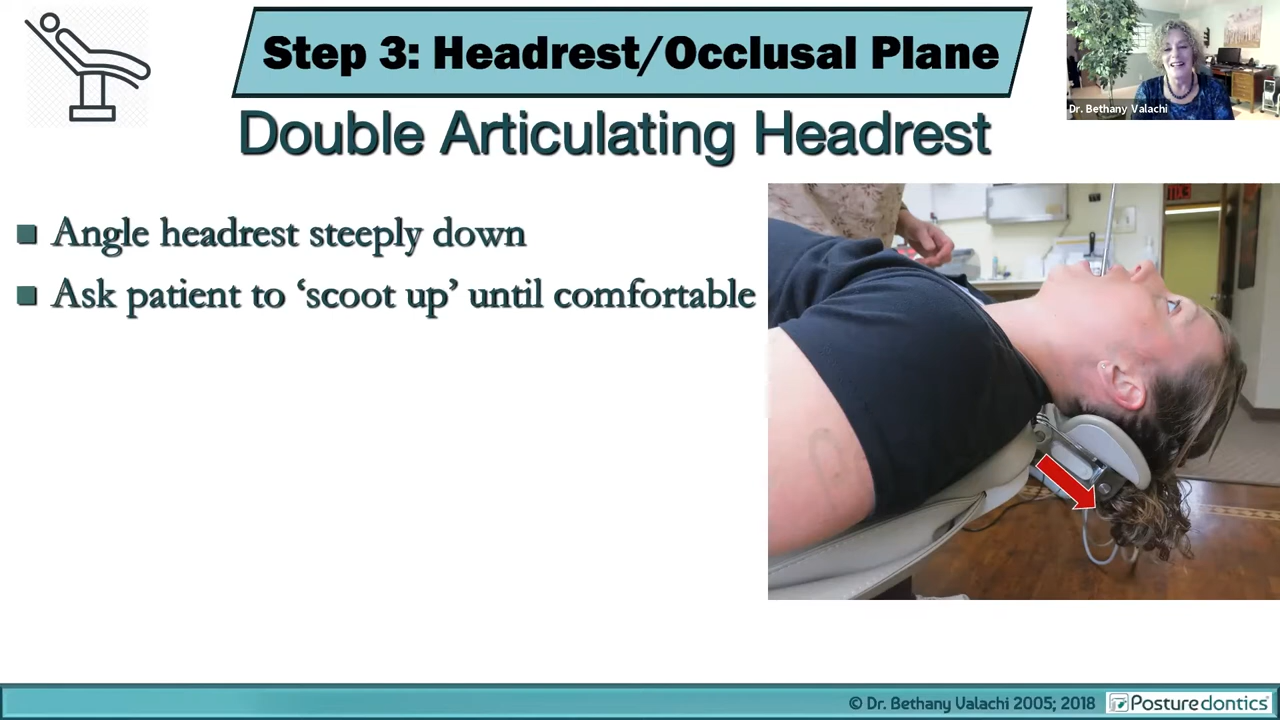 Step 3: Headrest/Occlusal Plane
Dr. Bethany Valachi
Double Articulating Headrest
Angle headrest steeply down
Ask patient to ‘scoot up’ until comfortable
© Dr. Bethany Valachi 2005; 2018 Posturedontics®